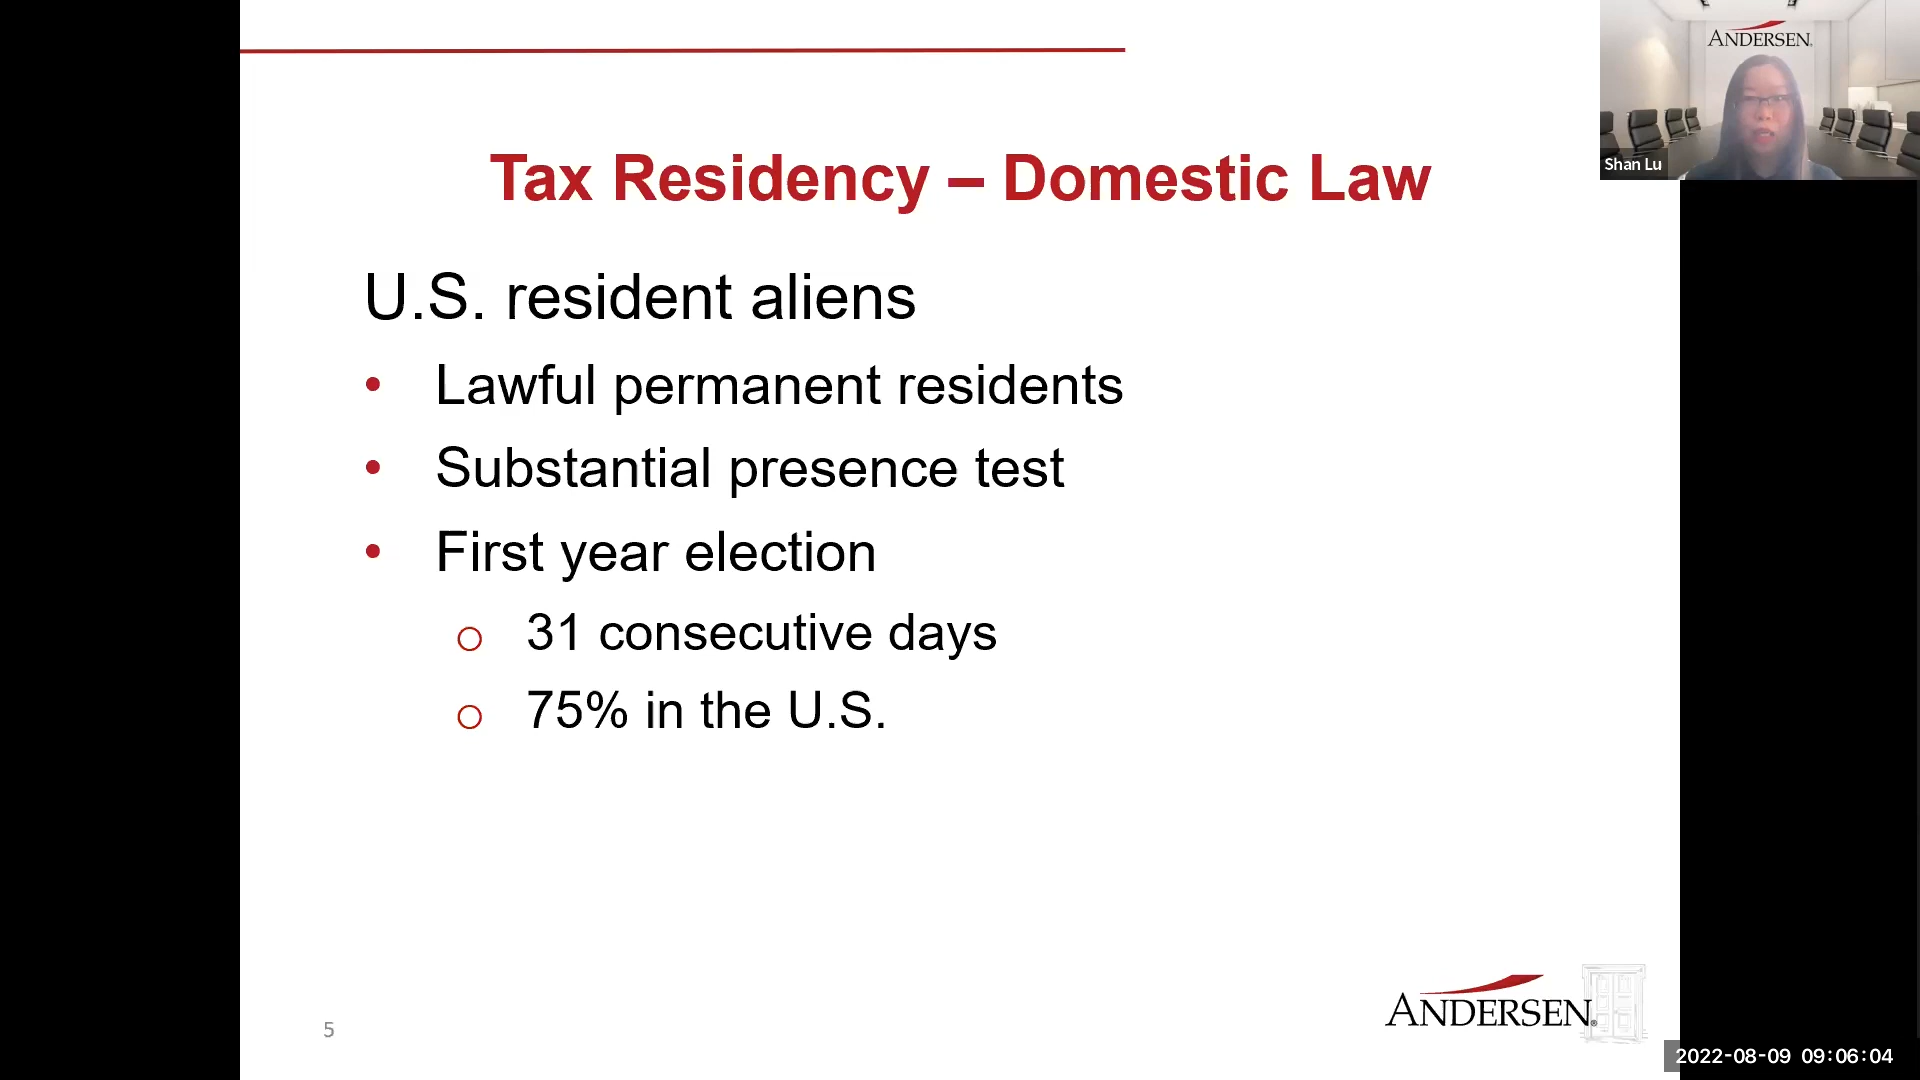 ANDERSEN®
Shan Lu
Tax Residency – Domestic Law
U.S. resident aliens
• Lawful permanent residents
• Substantial presence test
• First year election
o 31 consecutive days
o 75% in the U.S.
ANDERSEN®
5
2022-08-09 09:06:04